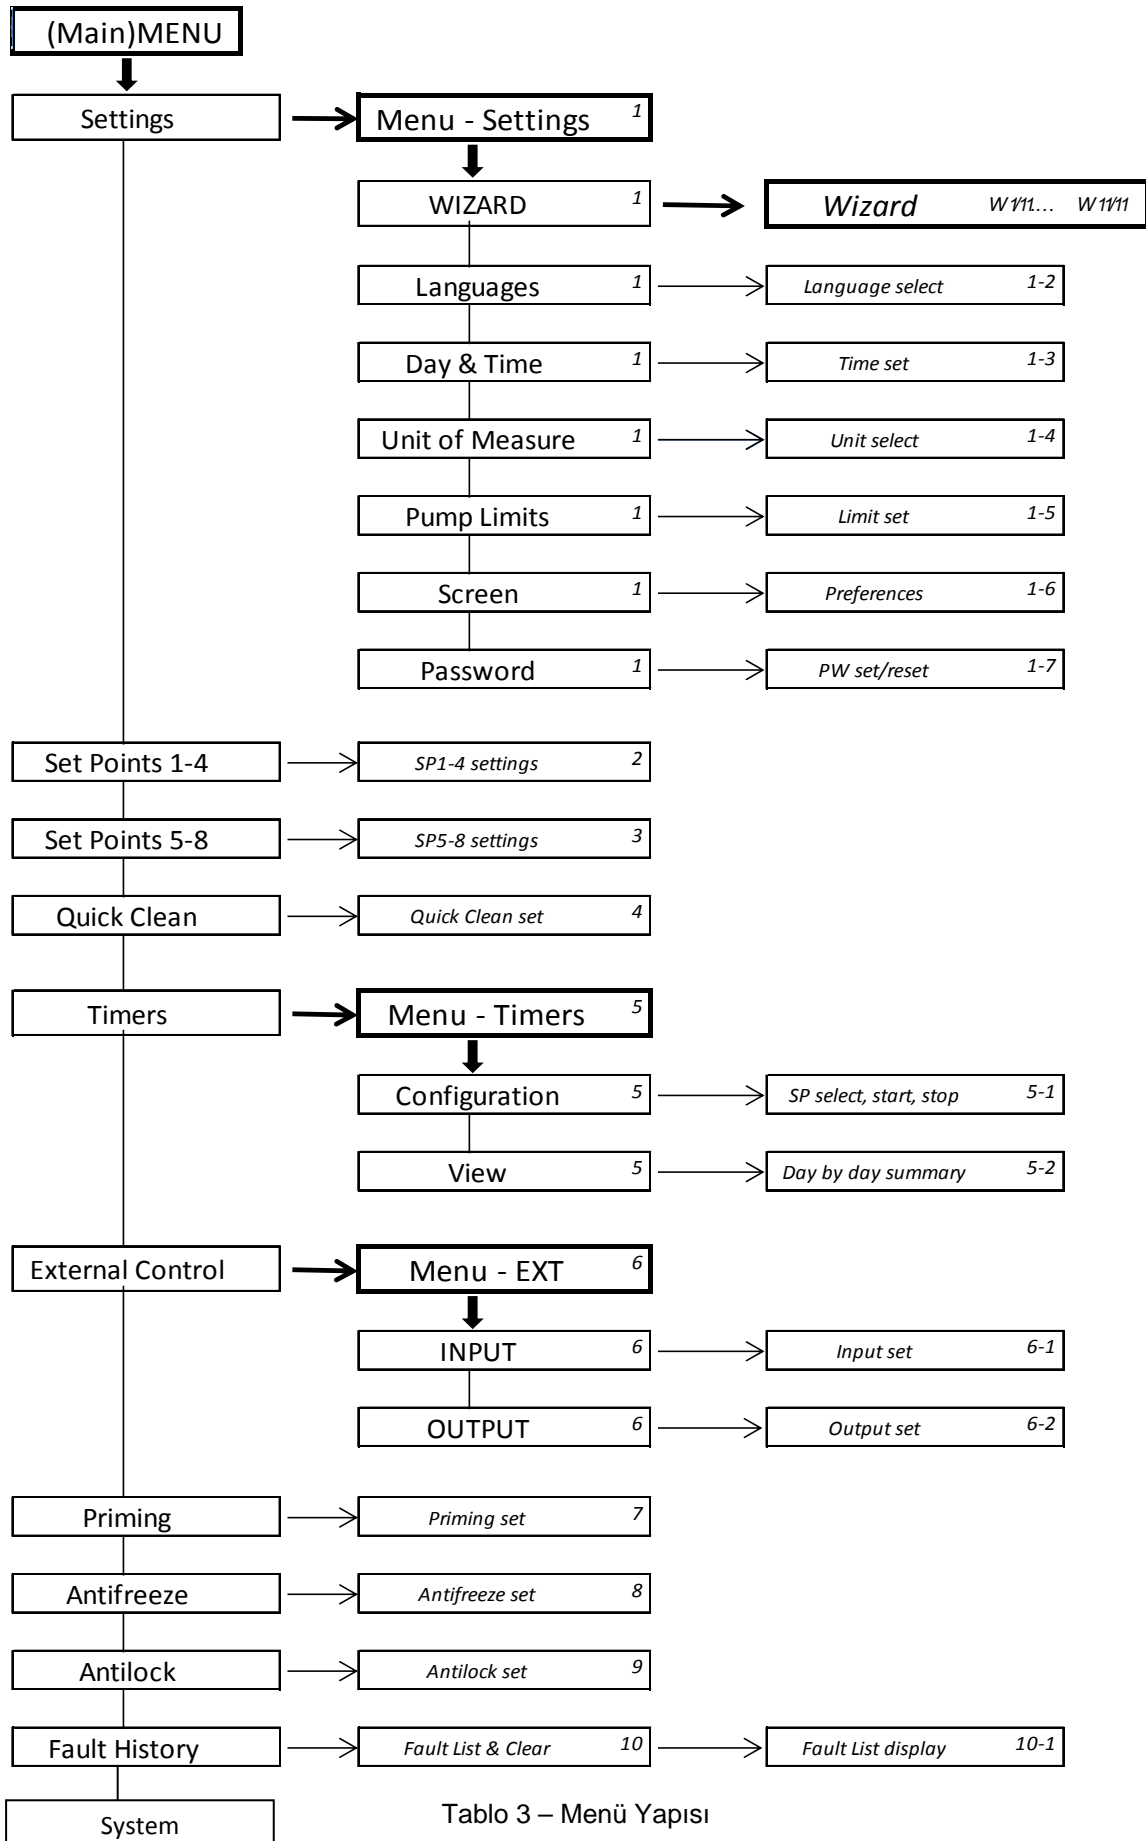 (Main)MENU
Settings
Menu - Settings 1
WIZARD 1
Wizard W1/11.... W11/11
Languages 1
Language select 1-2
Day & Time 1
Time set 1-3
Unit of Measure 1
Unit select 1-4
Pump Limits 1
Limit set 1-5
Screen 1
Preferences 1-6
Password 1
PW set/reset 1-7
Set Points 1-4
SP1-4 settings 2
Set Points 5-8
SP5-8 settings 3
Quick Clean
Quick Clean set 4
Timers
Menu - Timers 5
Configuration 5
SP select, start, stop 5-1
View 5
Day by day summary 5-2
External Control
Menu - EXT 6
INPUT 6
Input set 6-1
OUTPUT 6
Output set 6-2
Priming
Priming set 7
Antifreeze
Antifreeze set 8
Antilock
Antilock set 9
Fault History
Fault List & Clear 10
Fault List display 10-1
System
Tablo 3 – Menü Yapısı